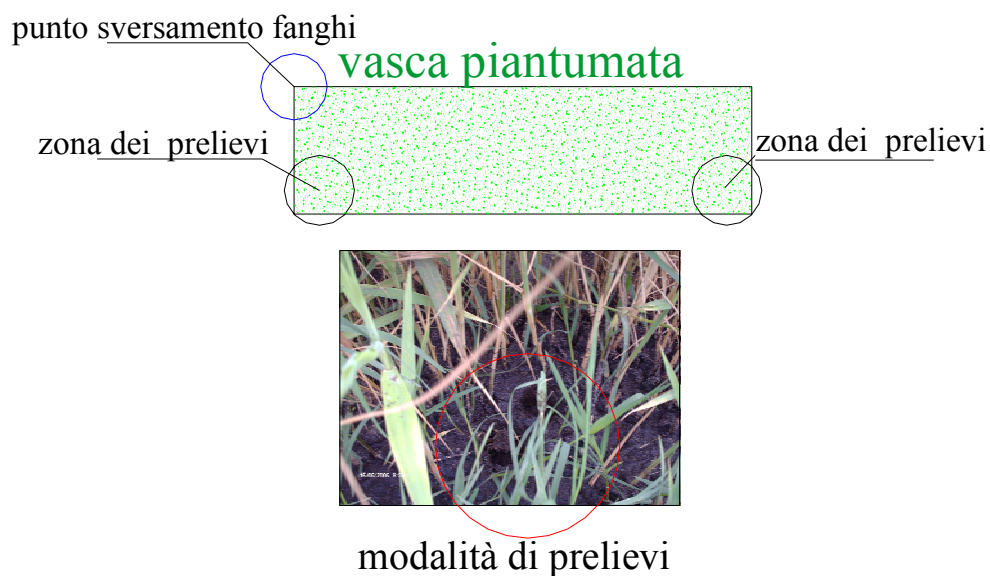 punto sversamento fanghi
vasca piantumata
zona dei prelievi
zona dei prelievi
modalità di prelievi